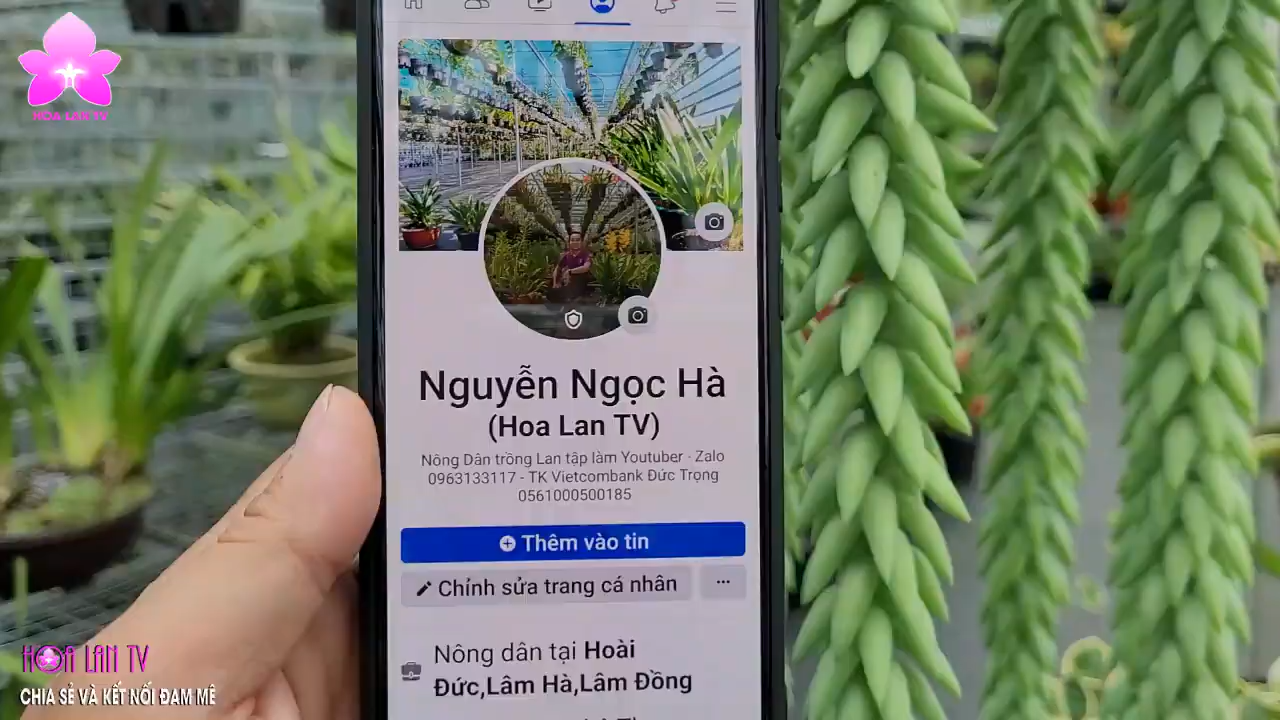 HOA LAN TV
Nguyễn Ngọc Hà
(Hoa Lan TV)
Nông Dân trồng Lan tập làm Youtuber - Zalo
0963133117 - TK Vietcombank Đức Trọng
0561000500185
Thêm vào tin
Chỉnh sửa trang cá nhân
Nông dân tại Hoài
Đức,Lâm Hà,Lâm Đồng
HOA LAN TV
CHIA SẺ VÀ KẾT NỐI ĐAM MÊ